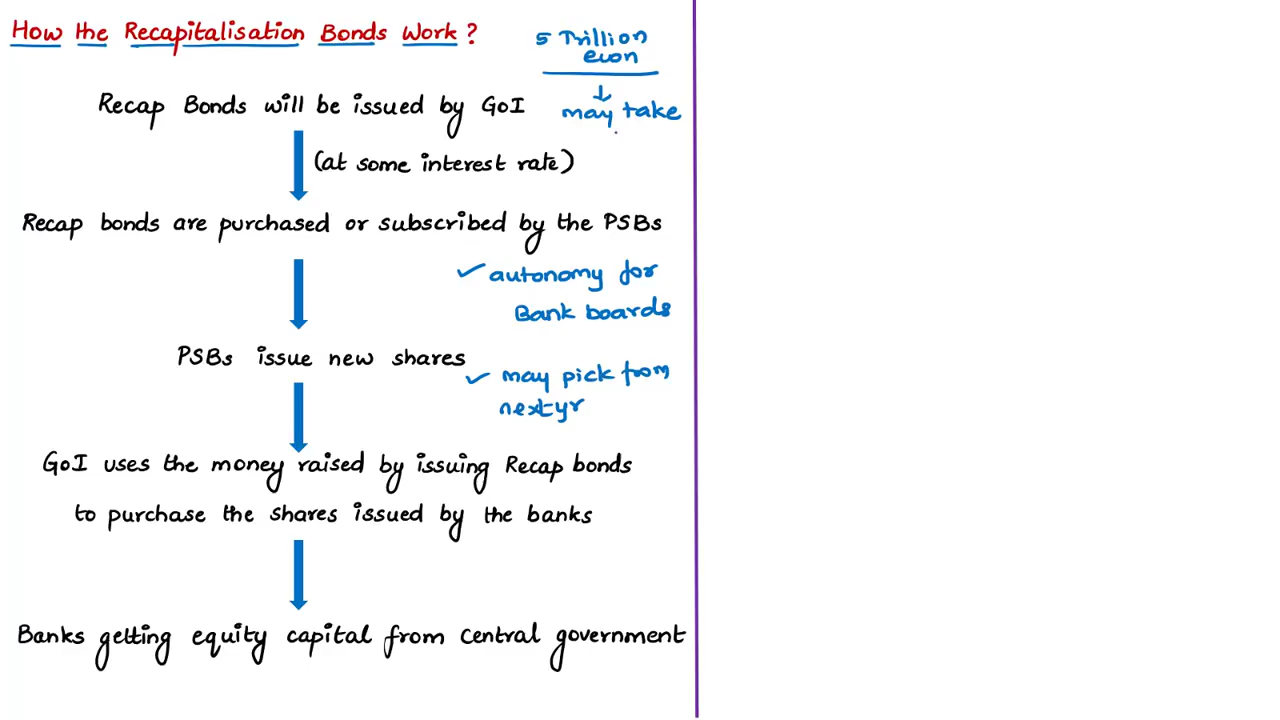 How the Recapitalisation Bonds Work ?
5 Trillion
econ
may take
Recap Bonds will be issued by GoI
(at some interest rate)
Recap bonds are purchased or subscribed by the PSBs
✓ autonomy for
Bank boards
PSBs issue new shares
✓ may pick from
next yr
GoI uses the money raised by issuing Recap bonds
to purchase the shares issued by the banks
Banks getting equity capital from central government